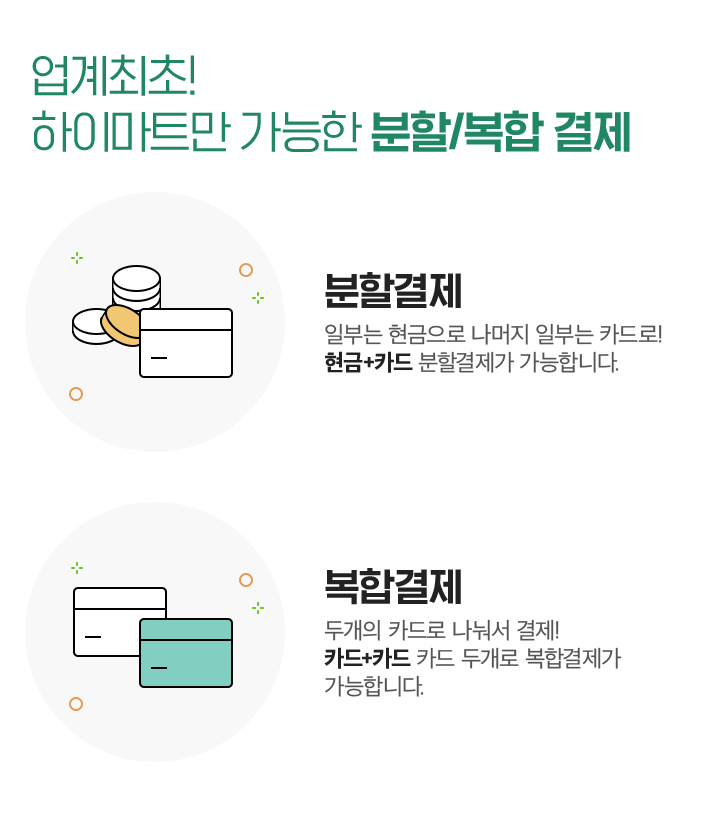 업계최초!
하이마트만 가능한 분할/복합 결제
분할결제
일부는 현금으로 나머지 일부는 카드로!
현금+카드 분할결제가 가능합니다.
복합결제
두개의 카드로 나눠서 결제!
카드+카드 카드 두개로 복합결제가
가능합니다.